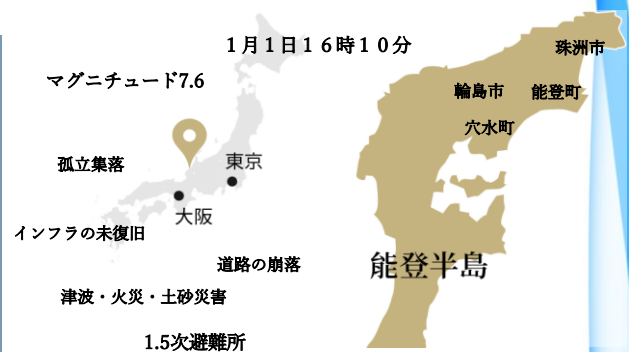 1月1日16時10分
珠洲市
マグニチュード7.6
輪島市
能登町
穴水町
孤立集落
東京
大阪
インフラの未復旧
道路の崩落
能登半島
津波・火災・土砂災害
1.5次避難所